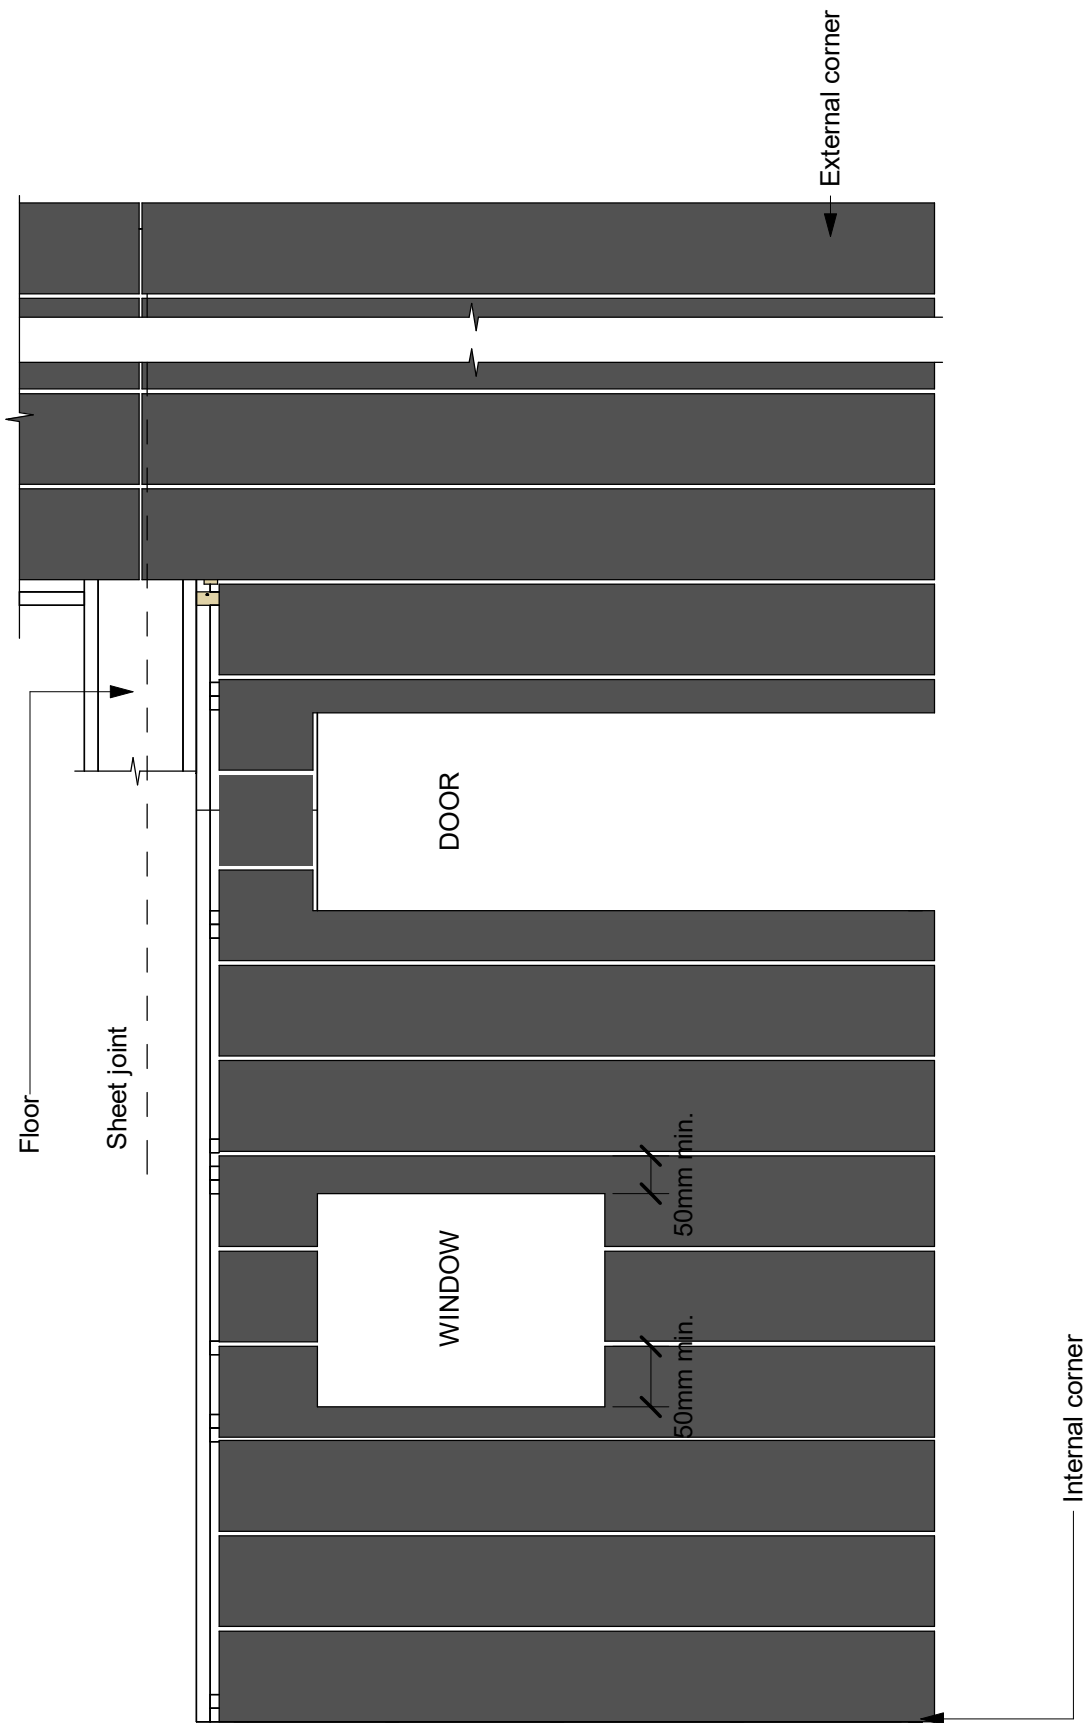 Floor
Sheet joint
External corner
DOOR
WINDOW
50mm min.
50mm min.
Internal corner